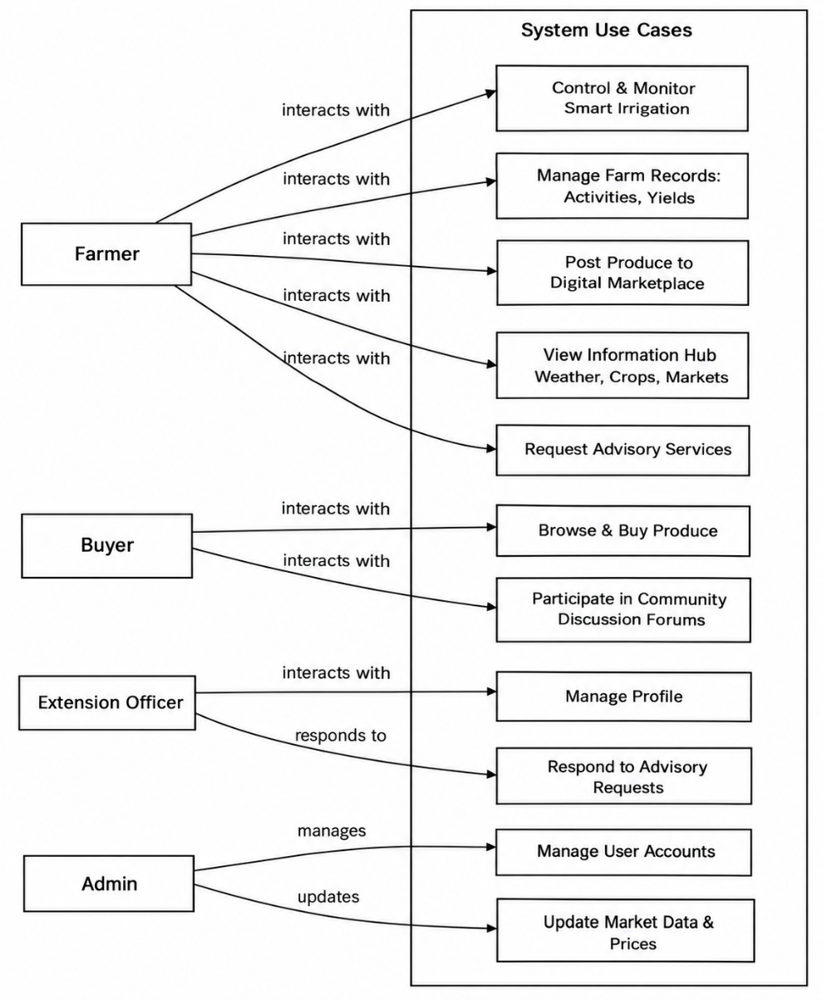 System Use Cases
interacts with
Control & Monitor
Smart Irrigation
interacts with
Manage Farm Records:
Activities, Yields
Farmer
interacts with
Post Produce to
Digital Marketplace
interacts with
View Information Hub
Weather, Crops, Markets
interacts with
Request Advisory Services
Buyer
interacts with
Browse & Buy Produce
interacts with
Participate in Community
Discussion Forums
Extension Officer
interacts with
Manage Profile
responds to
Respond to Advisory
Requests
Admin
manages
Manage User Accounts
updates
Update Market Data &
Prices